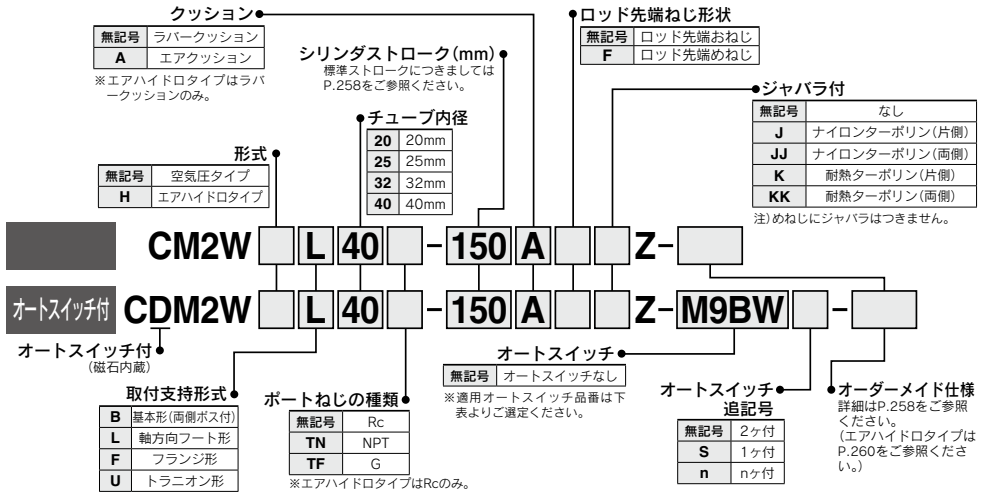 クッション
無記号 ラバークッション
A エアクッション
※エアハイドロタイプはラバ
ークッションのみ。
シリンダストローク(mm)
標準ストロークにつきましては
P.258をご参照ください。
ロッド先端ねじ形状
無記号 ロッド先端おねじ
F ロッド先端めねじ
チューブ内径
20 20mm
25 25mm
32 32mm
40 40mm
ジャバラ付
無記号 なし
J ナイロンターポリン(片側)
JJ ナイロンターポリン(両側)
K 耐熱ターポリン(片側)
KK 耐熱ターポリン(両側)
注)めねじにジャバラはつきません。
形式
無記号 空気圧タイプ
H エアハイドロタイプ
CM2W L 40 -150 A Z-
オートスイッチ付 CDM2W L 40 -150 A Z- M9BW -
オートスイッチ付
(磁石内蔵)
取付支持形式
B 基本形(両側ボス付)
L 軸方向フート形
F フランジ形
U トラニオン形
ポートねじの種類
無記号 Rc
TN NPT
TF G
※エアハイドロタイプはRcのみ。
オートスイッチ
無記号 オートスイッチなし
※適用オートスイッチ品番は下
表よりご選定ください。
オートスイッチ
追記号
無記号 2ヶ付
S 1ヶ付
n nヶ付
オーダーメイド仕様
詳細はP.258をご参照
ください。
(エアハイドロタイプは
P.260をご参照くださ
い。)